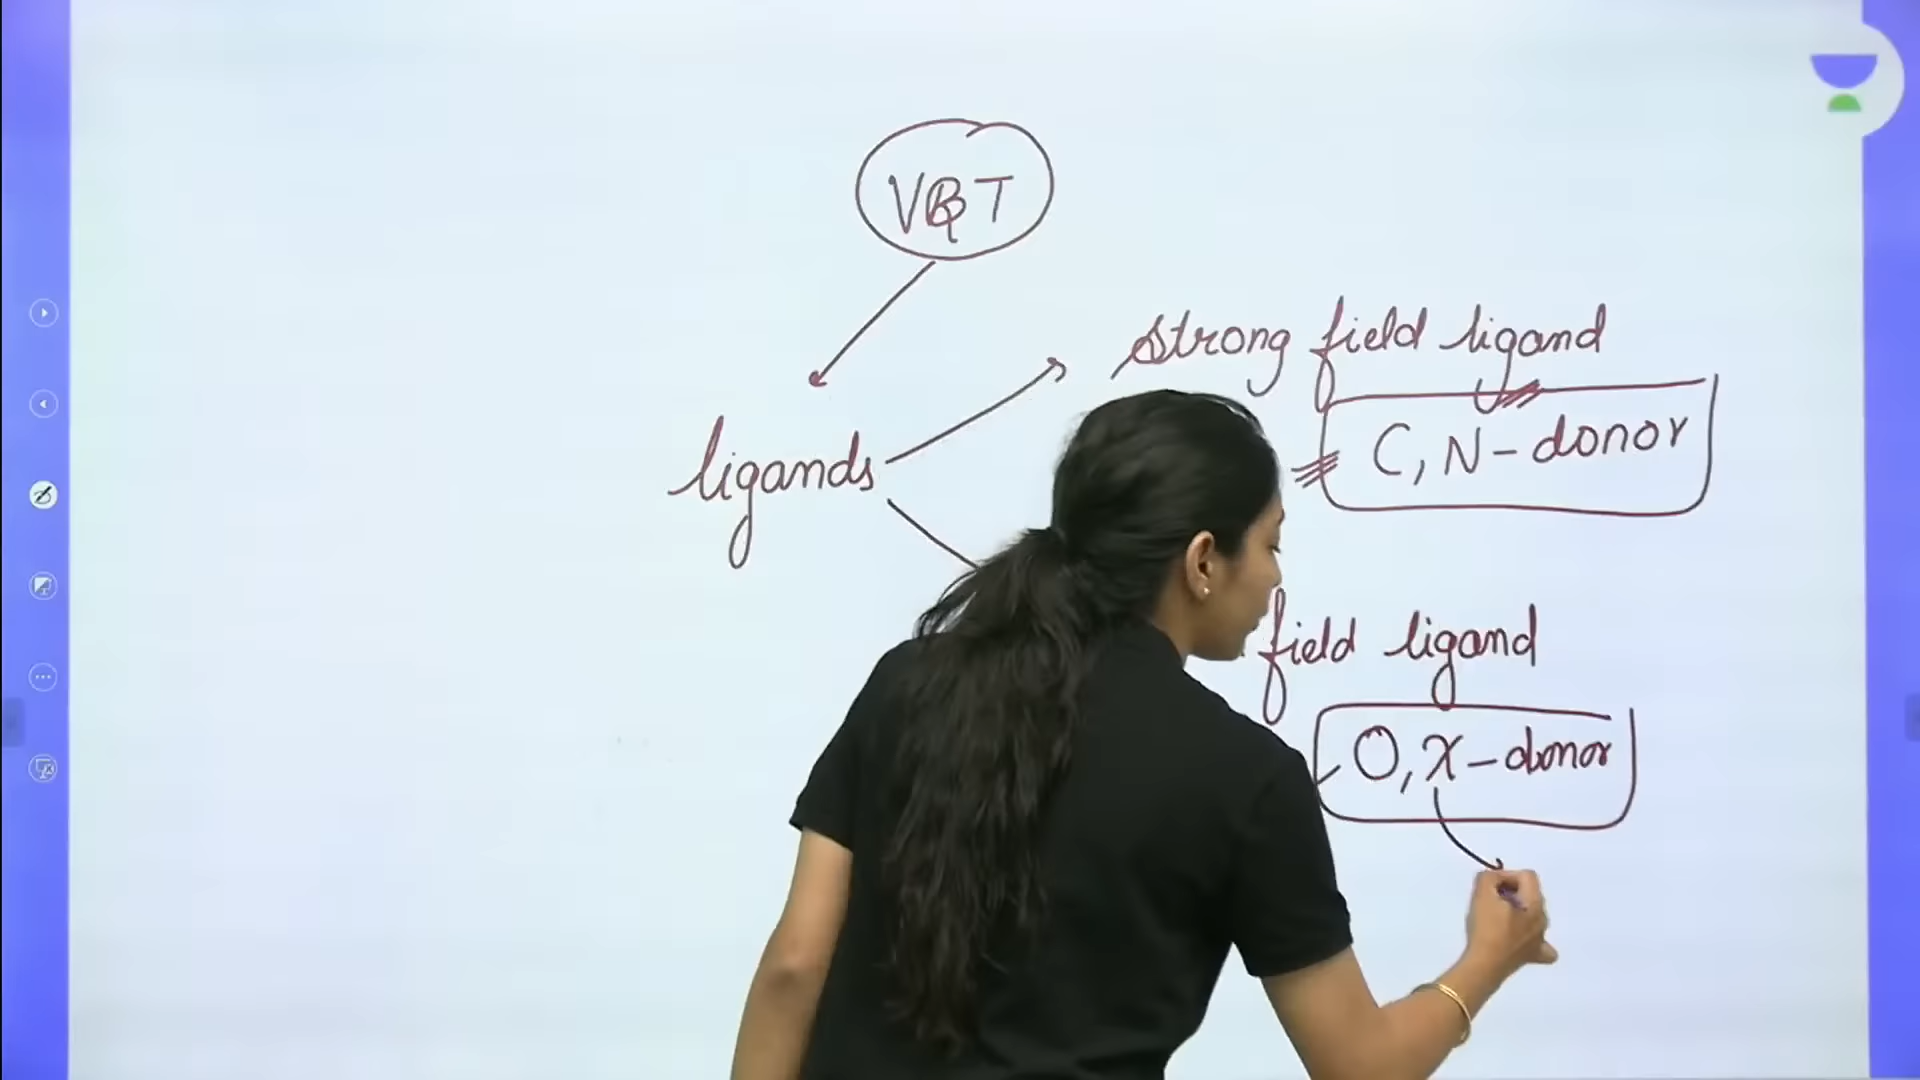 VBT
strong field ligand
C, N - donor
ligands
field ligand
O, X - donor